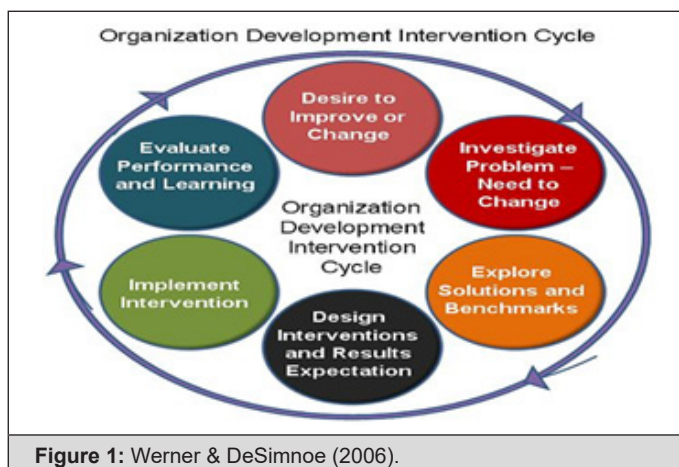 Organization Development Intervention Cycle
Desire to
Improve or
Change
Investigate
Problem –
Need to
Change
Explore
Solutions and
Benchmarks
Design
Interventions
and Results
Expectation
Implement
Intervention
Evaluate
Performance
and Learning
Organization
Development
Intervention
Cycle
Figure 1: Werner & DeSimnoe (2006).